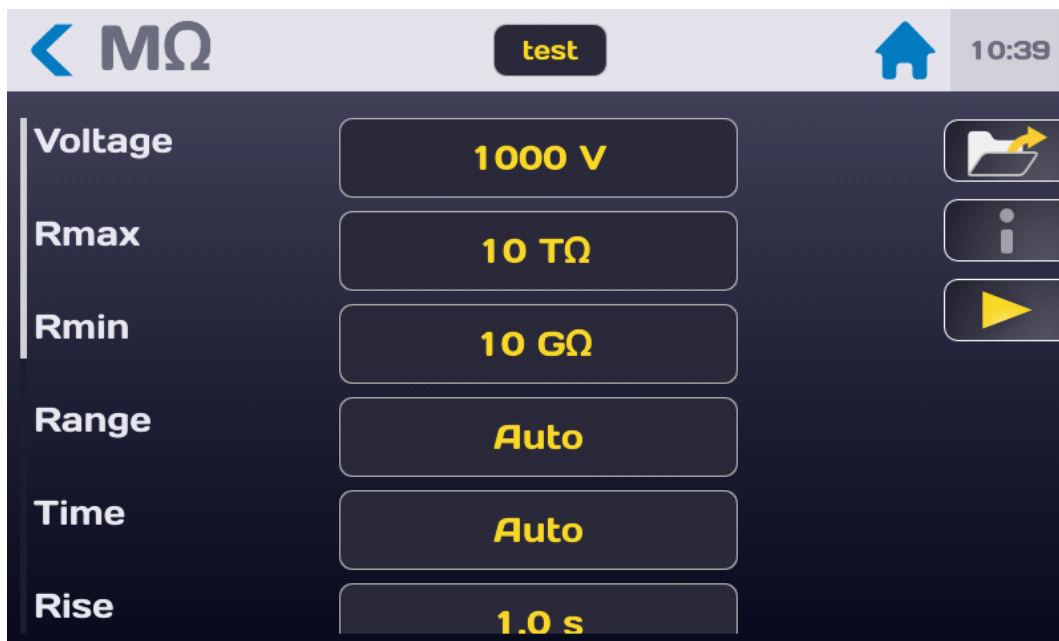 MΩ test 10:39
Voltage 1000 V
Rmax 10 TΩ
Rmin 10 GΩ
Range Auto
Time Auto
Rise 1.0 s